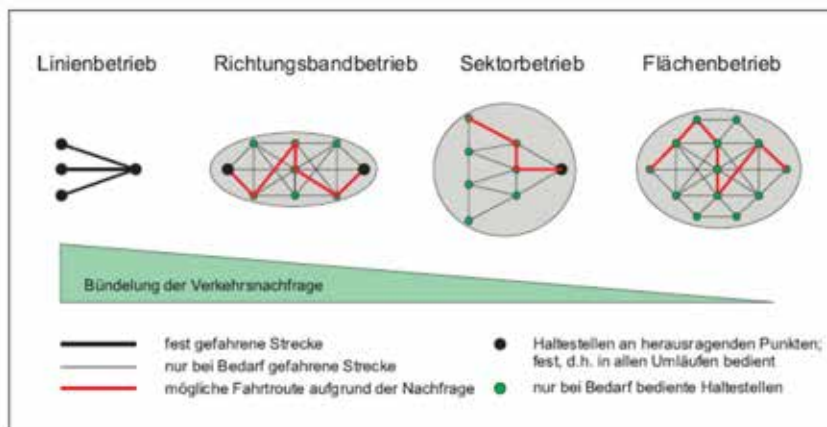 Linienbetrieb
Richtungsbandbetrieb
Sektorbetrieb
Flächenbetrieb
Bündelung der Verkehrsnachfrage
fest gefahrene Strecke
nur bei Bedarf gefahrene Strecke
mögliche Fahrtroute aufgrund der Nachfrage
Haltestellen an herausragenden Punkten;
fest, d.h. in allen Umläufen bedient
nur bei Bedarf bediente Haltestellen